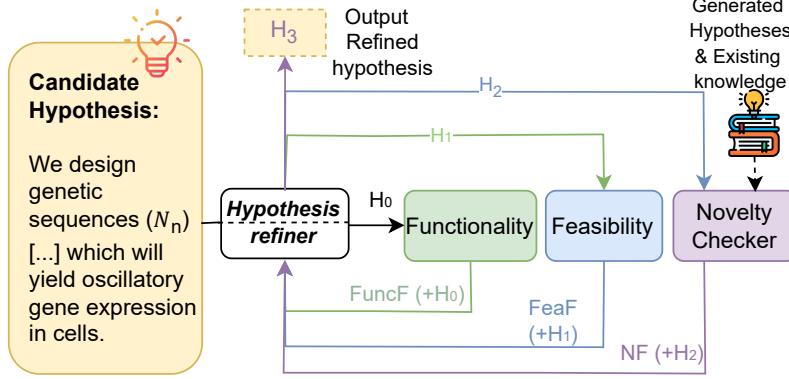 Candidate
Hypothesis:
We design
genetic
sequences (Nn)
[...] which will
yield oscillatory
gene expression
in cells.
H3
Output
Refined
hypothesis
Generated
Hypotheses
& Existing
knowledge
H2
H1
Hypothesis
refiner
H0
Functionality
Feasibility
Novelty
Checker
FuncF (+H0)
FeaF
(+H1)
NF (+H2)